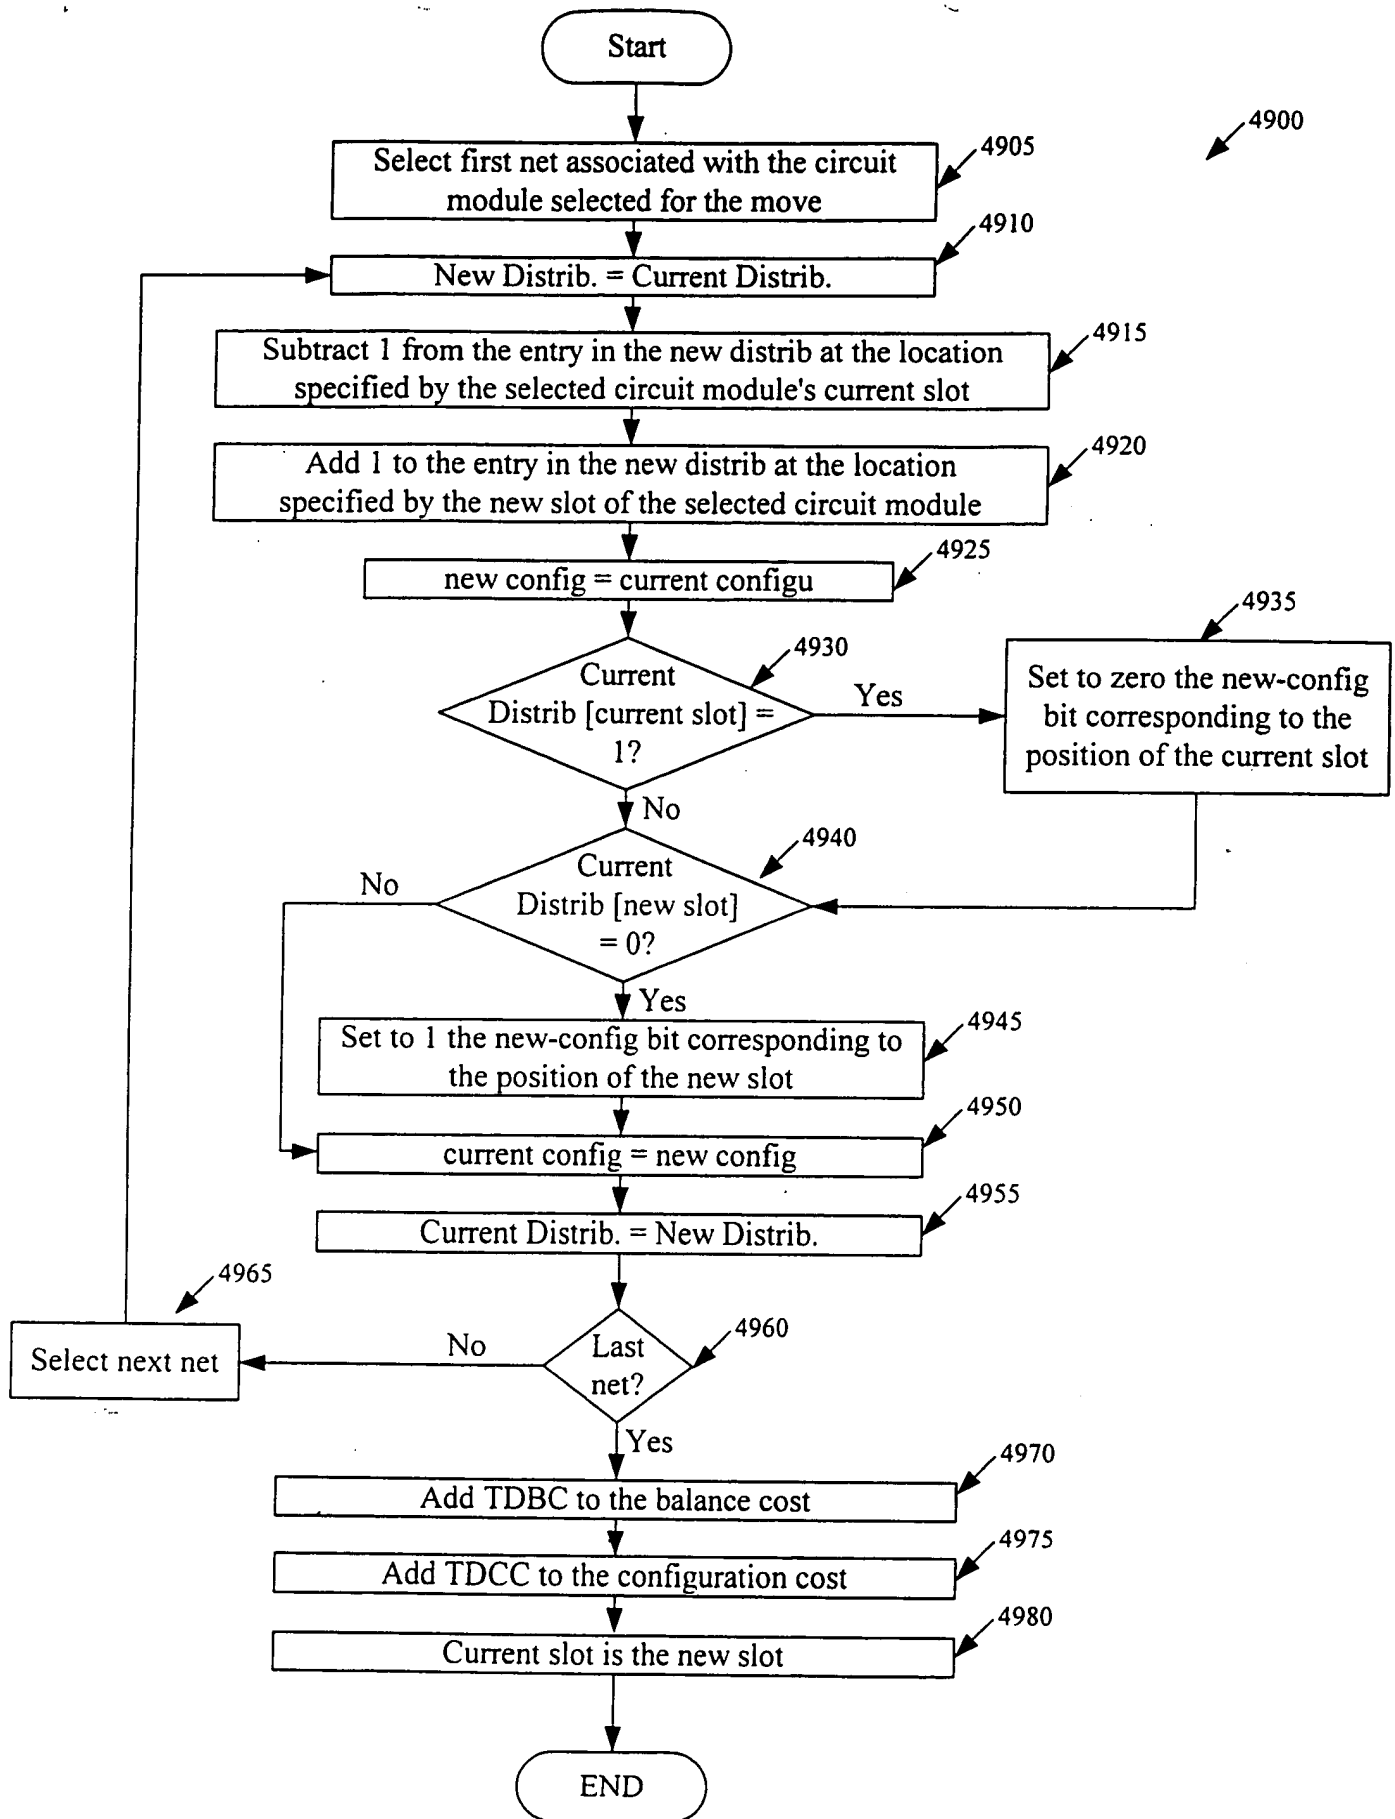 Start
4900
4905
Select first net associated with the circuit
module selected for the move
4910
New Distrib. = Current Distrib.
4915
Subtract 1 from the entry in the new distrib at the location
specified by the selected circuit module's current slot
4920
Add 1 to the entry in the new distrib at the location
specified by the new slot of the selected circuit module
4925
new config = current configu
4930
Current
Distrib [current slot] =
1?
Yes
4935
Set to zero the new-config
bit corresponding to the
position of the current slot
No
4940
Current
Distrib [new slot]
= 0?
No
Yes
4945
Set to 1 the new-config bit corresponding to
the position of the new slot
4950
current config = new config
4955
Current Distrib. = New Distrib.
4965
Select next net
No
4960
Last
net?
Yes
4970
Add TDBC to the balance cost
4975
Add TDCC to the configuration cost
4980
Current slot is the new slot
END